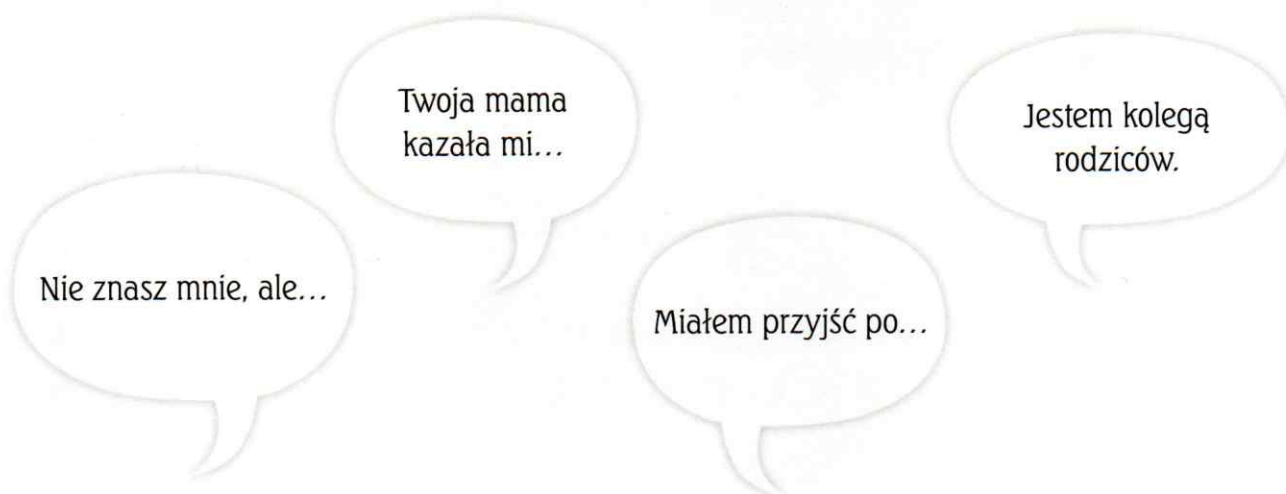 Twoja mama
kazała mi...
Jestem kolegą
rodziców.
Nie znasz mnie, ale...
Miałem przyjść po...